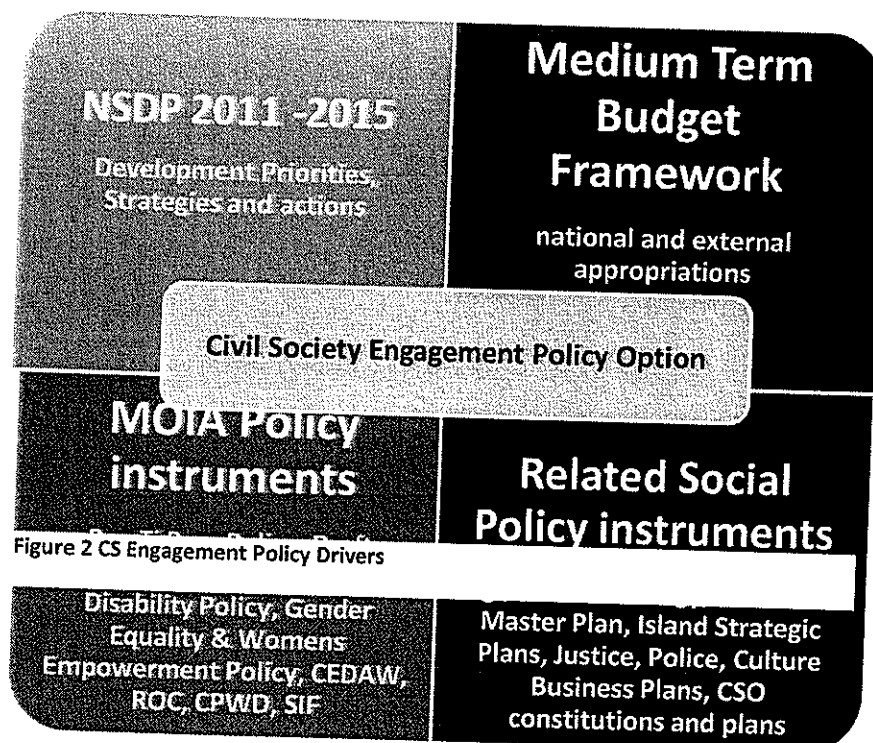 NSDP 2011 -2015
Development Priorities,
Strategies and actions
Medium Term
Budget
Framework
national and external
appropriations
Civil Society Engagement Policy Option
MOIA Policy
instruments
Related Social
Policy instruments
Figure 2 CS Engagement Policy Drivers
Disability Policy, Gender
Equality & Womens
Empowerment Policy, CEDAW,
ROC, CPWD, SIF
Master Plan, Island Strategic
Plans, Justice, Police, Culture
Business Plans, CSO
constitutions and plans